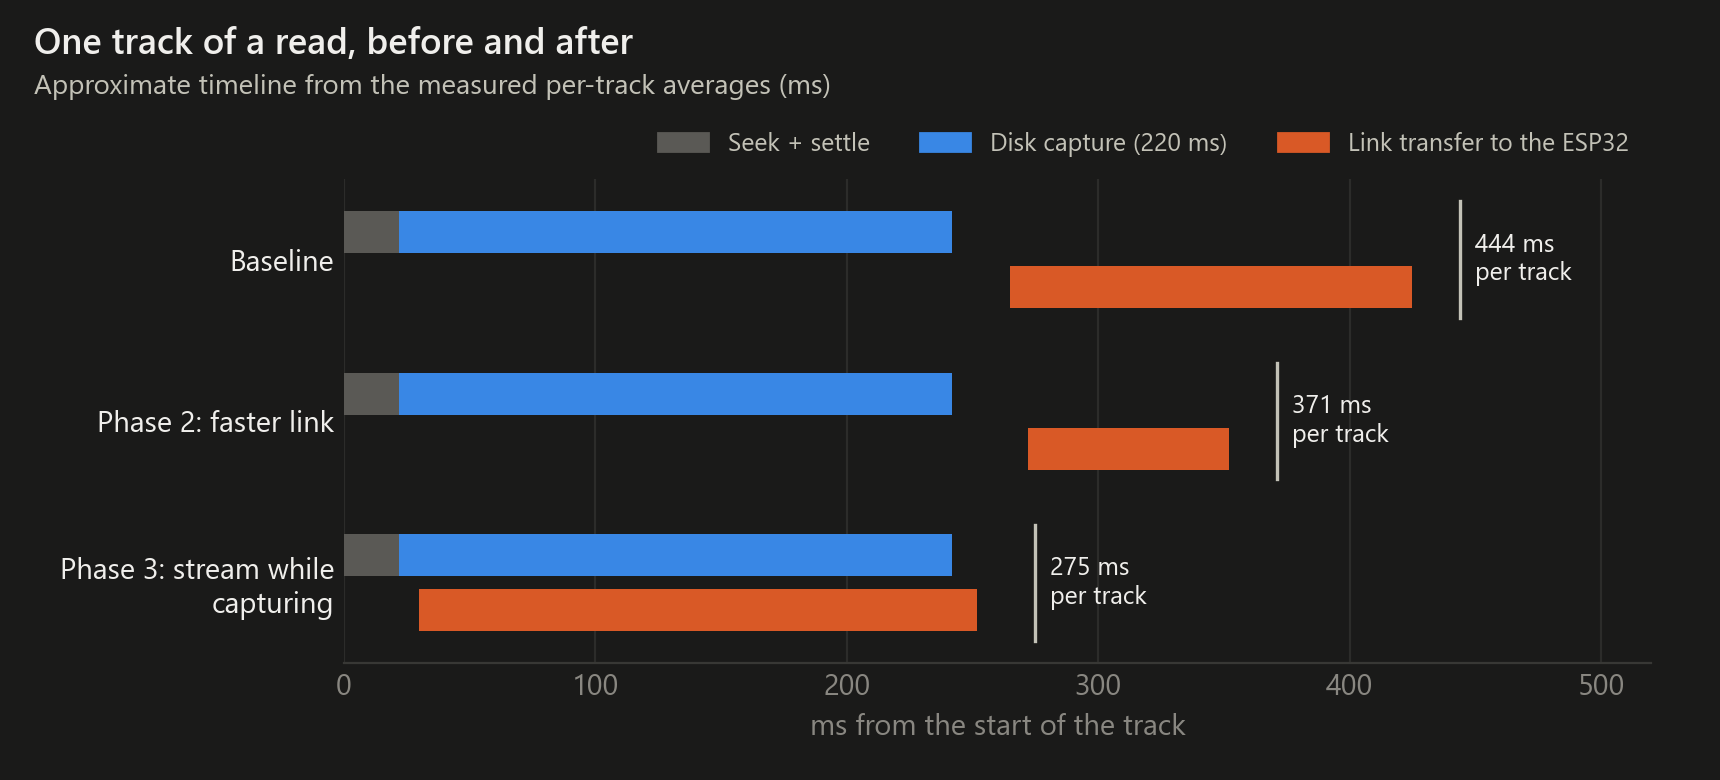 One track of a read, before and after
Approximate timeline from the measured per-track averages (ms)
Seek + settle
Disk capture (220 ms)
Link transfer to the ESP32
Baseline
444 ms
per track
Phase 2: faster link
371 ms
per track
Phase 3: stream while
capturing
275 ms
per track
0
100
200
300
400
500
ms from the start of the track